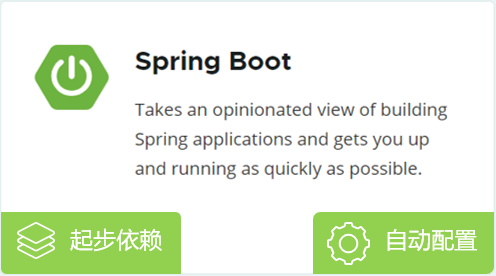 Spring Boot
Takes an opinionated view of building
Spring applications and gets you up
and running as quickly as possible.
起步依赖
自动配置